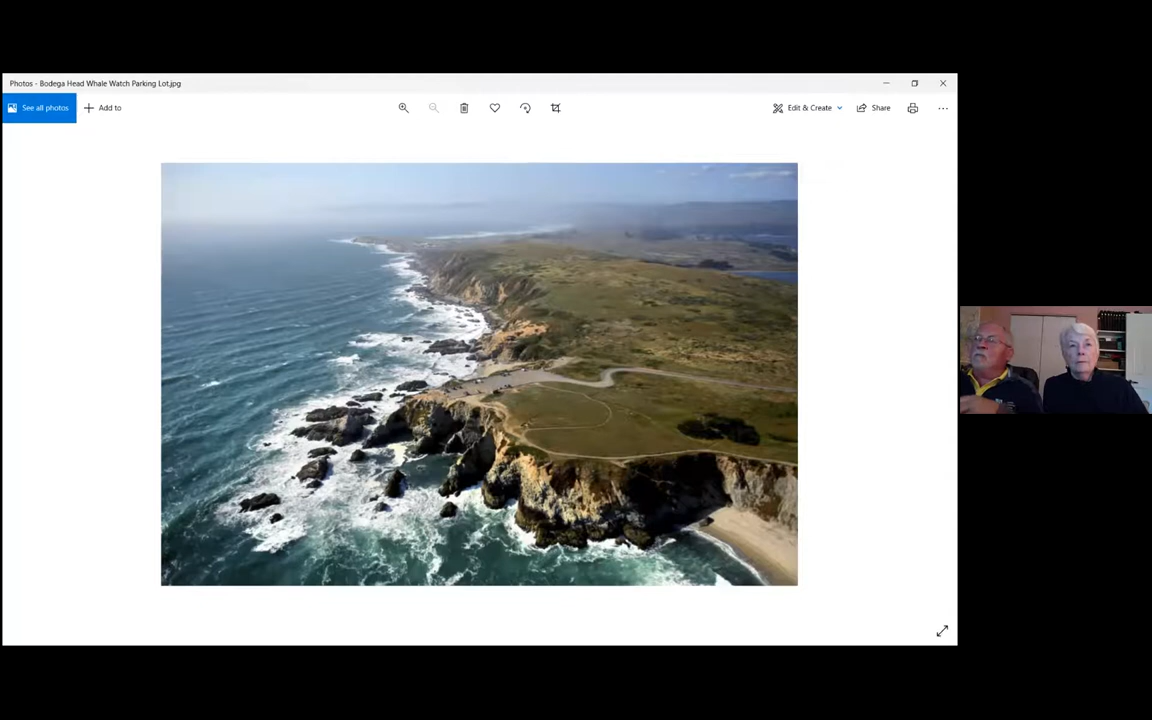 Photos - Bodega Head Whale Watch Parking Lot.jpg
See all photos
Add to
Edit & Create
Share